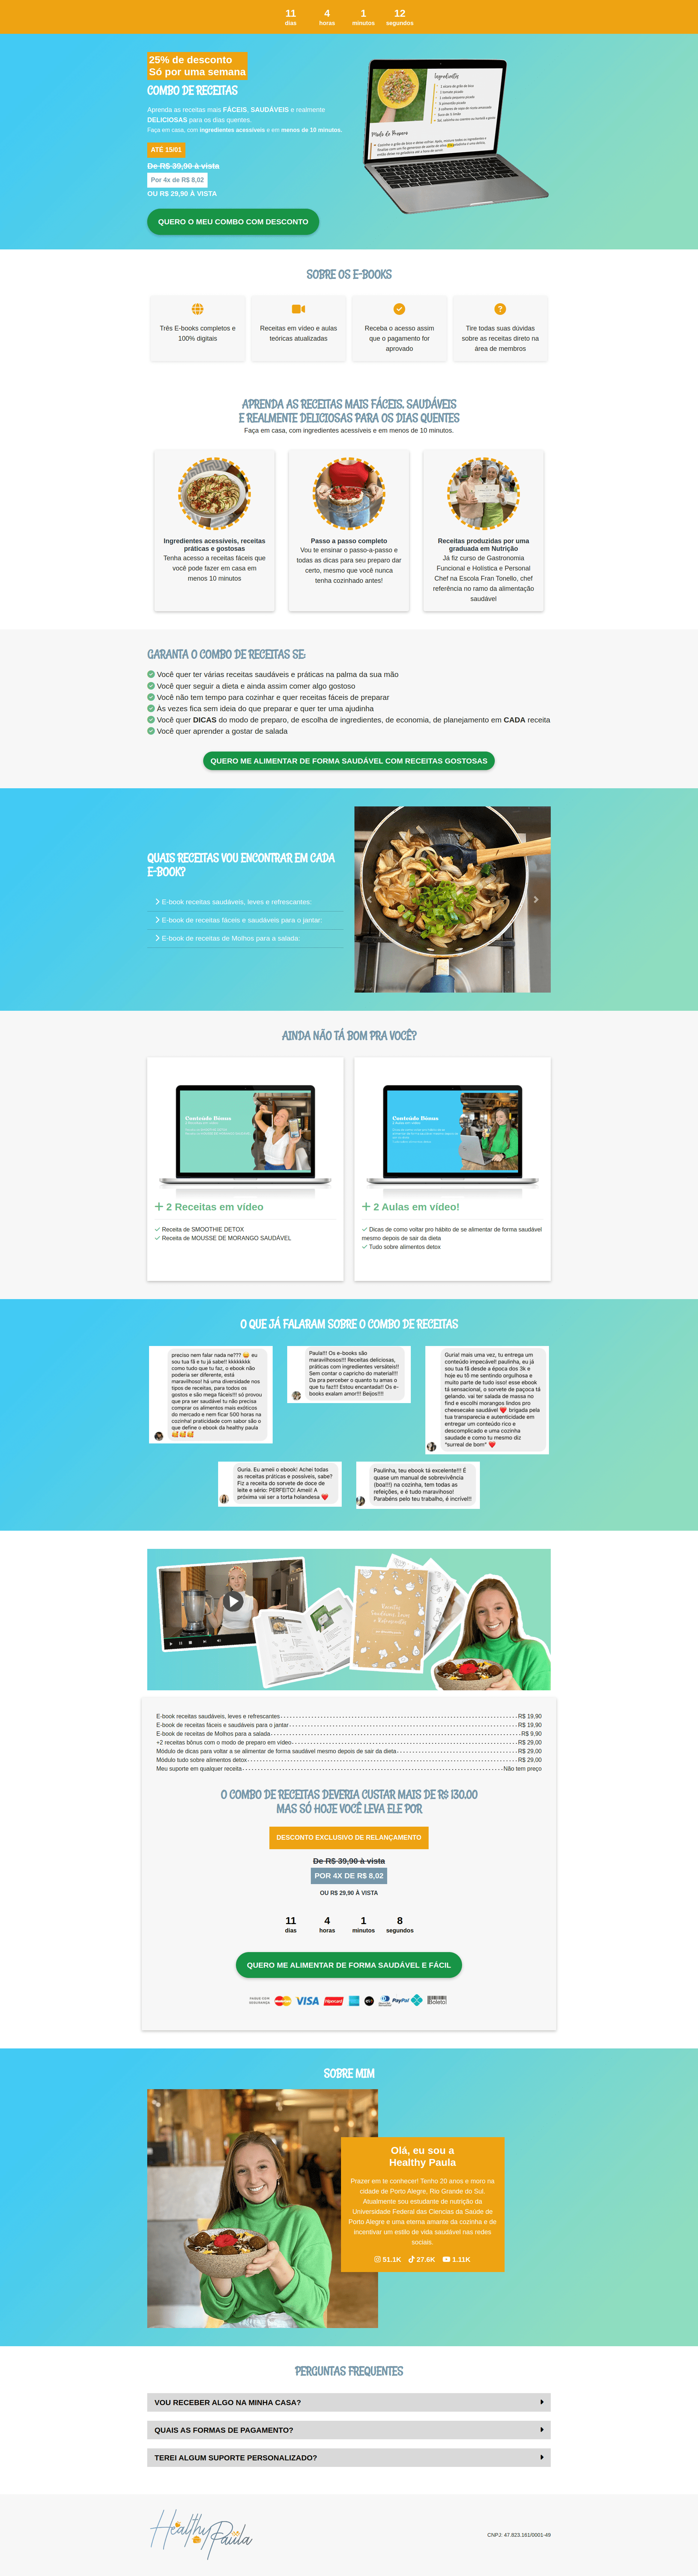 11
dias
4
horas
1
minutos
12
segundos
25% de desconto
Só por uma semana
COMBO DE RECEITAS
Aprenda as receitas mais FÁCEIS, SAUDÁVEIS e realmente
DELICIOSAS para os dias quentes.
Faça em casa, com ingredientes acessíveis e em menos de 10 minutos.
ATÉ 15/01
De R$ 39,90 à vista
Por 4x de R$ 8,02
OU R$ 29,90 À VISTA
QUERO O MEU COMBO COM DESCONTO
Ingredientes
Modo de Preparo
SOBRE OS E-BOOKS
Três E-books completos e
100% digitais
Receitas em vídeo e aulas
teóricas atualizadas
Receba o acesso assim
que o pagamento for
aprovado
Tire todas suas dúvidas
sobre as receitas direto na
área de membros
APRENDA AS RECEITAS MAIS FÁCEIS, SAUDÁVEIS
E REALMENTE DELICIOSAS PARA OS DIAS QUENTES
Faça em casa, com ingredientes acessíveis e em menos de 10 minutos.
Ingredientes acessíveis, receitas
práticas e gostosas
Tenha acesso a receitas fáceis que
você pode fazer em casa em
menos 10 minutos
Passo a passo completo
Vou te ensinar o passo-a-passo e
todas as dicas para seu preparo dar
certo, mesmo que você nunca
tenha cozinhado antes!
Receitas produzidas por uma
graduada em Nutrição
Já fiz curso de Gastronomia
Funcional e Holística e Personal
Chef na Escola Fran Tonello, chef
referência no ramo da alimentação
saudável
GARANTA O COMBO DE RECEITAS SE:
Você quer ter várias receitas saudáveis e práticas na palma da sua mão
Você quer seguir a dieta e ainda assim comer algo gostoso
Você não tem tempo para cozinhar e quer receitas fáceis de preparar
Às vezes fica sem ideia do que preparar e quer ter uma ajudinha
Você quer DICAS do modo de preparo, de escolha de ingredientes, de economia, de planejamento em CADA receita
Você quer aprender a gostar de salada
QUERO ME ALIMENTAR DE FORMA SAUDÁVEL COM RECEITAS GOSTOSAS
QUAIS RECEITAS VOU ENCONTRAR EM CADA
E-BOOK?
E-book receitas saudáveis, leves e refrescantes:
E-book de receitas fáceis e saudáveis para o jantar:
E-book de receitas de Molhos para a salada:
AINDA NÃO TÁ BOM PRA VOCÊ?
Conteúdo Bônus
+ 2 Receitas em vídeo
Receita de SMOOTHIE DETOX
Receita de MOUSSE DE MORANGO SAUDÁVEL
Conteúdo Bônus
+ 2 Aulas em vídeo!
Dicas de como voltar pro hábito de se alimentar de forma saudável
mesmo depois de sair da dieta
Tudo sobre alimentos detox
O QUE JÁ FALARAM SOBRE O COMBO DE RECEITAS
preciso nem falar nada ne??? 😄 eu
sou tua fã e tu já sabe!! kkkkkkkk
como tudo que tu faz, o ebook não
poderia ser diferente, está
maravilhoso! há uma diversidade nos
tipos de receitas, para todos os
gostos e são mega fáceis!!! só provou
que pra ser saudável tu não precisa
comprar os alimentos mais exóticos
do mercado e nem ficar 500 horas na
cozinha! praticidade com sabor são o
que define o ebook da healthy paula
🥰🥰🥰
Paula!!! Os e-books são
maravilhosos!!! Receitas deliciosas,
práticas com ingredientes versáteis!!
Sem contar o capricho do material!!!
Da pra perceber o quanto tu amas o
que tu faz!!! Estou encantada!! Os e-
books exalam amor!!! Beijos!!!!
Guria! mais uma vez, tu entrega um
conteúdo impecável! paulinha, eu já
sou tua fã desde a época dos 3k e
hoje eu tô me sentindo orgulhosa e
muito parte de tudo isso! esse ebook
tá sensacional, o sorvete de paçoca tá
gelando, vai ter salada de massa no
find e escolhi morangos lindos pro
cheesecake saudável ❤️ brigada pela
tua transparencia e autenticidade em
entregar um conteúdo rico e
descomplicado e uma cozinha
saudade e como tu mesmo diz
"surreal de bom" ❤️
Guria. Eu ameii o ebook! Achei todas
as receitas práticas e possíveis, sabe?
Fiz a receita do sorvete de doce de
leite e sério: PERFEITO! Ameii! A
próxima vai ser a torta holandesa ❤️
Paulinha, teu ebook tá excelente!!! É
quase um manual de sobrevivência
(boa!!!) na cozinha, tem todas as
refeições, e é tudo maravihoso!
Parabéns pelo teu trabalho, é incrível!!
Receitas
Saudáveis, Leves
e Refrescantes
E-book receitas saudáveis, leves e refrescantes R$ 19,90
E-book de receitas fáceis e saudáveis para o jantar R$ 19,90
E-book de receitas de Molhos para a salada R$ 9,90
+2 receitas bônus com o modo de preparo em vídeo R$ 29,00
Módulo de dicas para voltar a se alimentar de forma saudável mesmo depois de sair da dieta R$ 29,00
Módulo tudo sobre alimentos detox R$ 29,00
Meu suporte em qualquer receita Não tem preço
O COMBO DE RECEITAS DEVERIA CUSTAR MAIS DE R$ 130,00
MAS SÓ HOJE VOCÊ LEVA ELE POR
DESCONTO EXCLUSIVO DE RELANÇAMENTO
De R$ 39,90 à vista
POR 4X DE R$ 8,02
OU R$ 29,90 À VISTA
11
dias
4
horas
1
minutos
8
segundos
QUERO ME ALIMENTAR DE FORMA SAUDÁVEL E FÁCIL
PAGUE COM
SEGURANÇA
VISA
Hipercard
PayPal
Boleto
SOBRE MIM
Olá, eu sou a
Healthy Paula
Prazer em te conhecer! Tenho 20 anos e moro na
cidade de Porto Alegre, Rio Grande do Sul.
Atualmente sou estudante de nutrição da
Universidade Federal das Ciencias da Saúde de
Porto Alegre e uma eterna amante da cozinha e de
incentivar um estilo de vida saudável nas redes
sociais.
51.1K
27.6K
1.11K
PERGUNTAS FREQUENTES
VOU RECEBER ALGO NA MINHA CASA?
QUAIS AS FORMAS DE PAGAMENTO?
TEREI ALGUM SUPORTE PERSONALIZADO?
Healthy
Paula
CNPJ: 47.823.161/0001-49